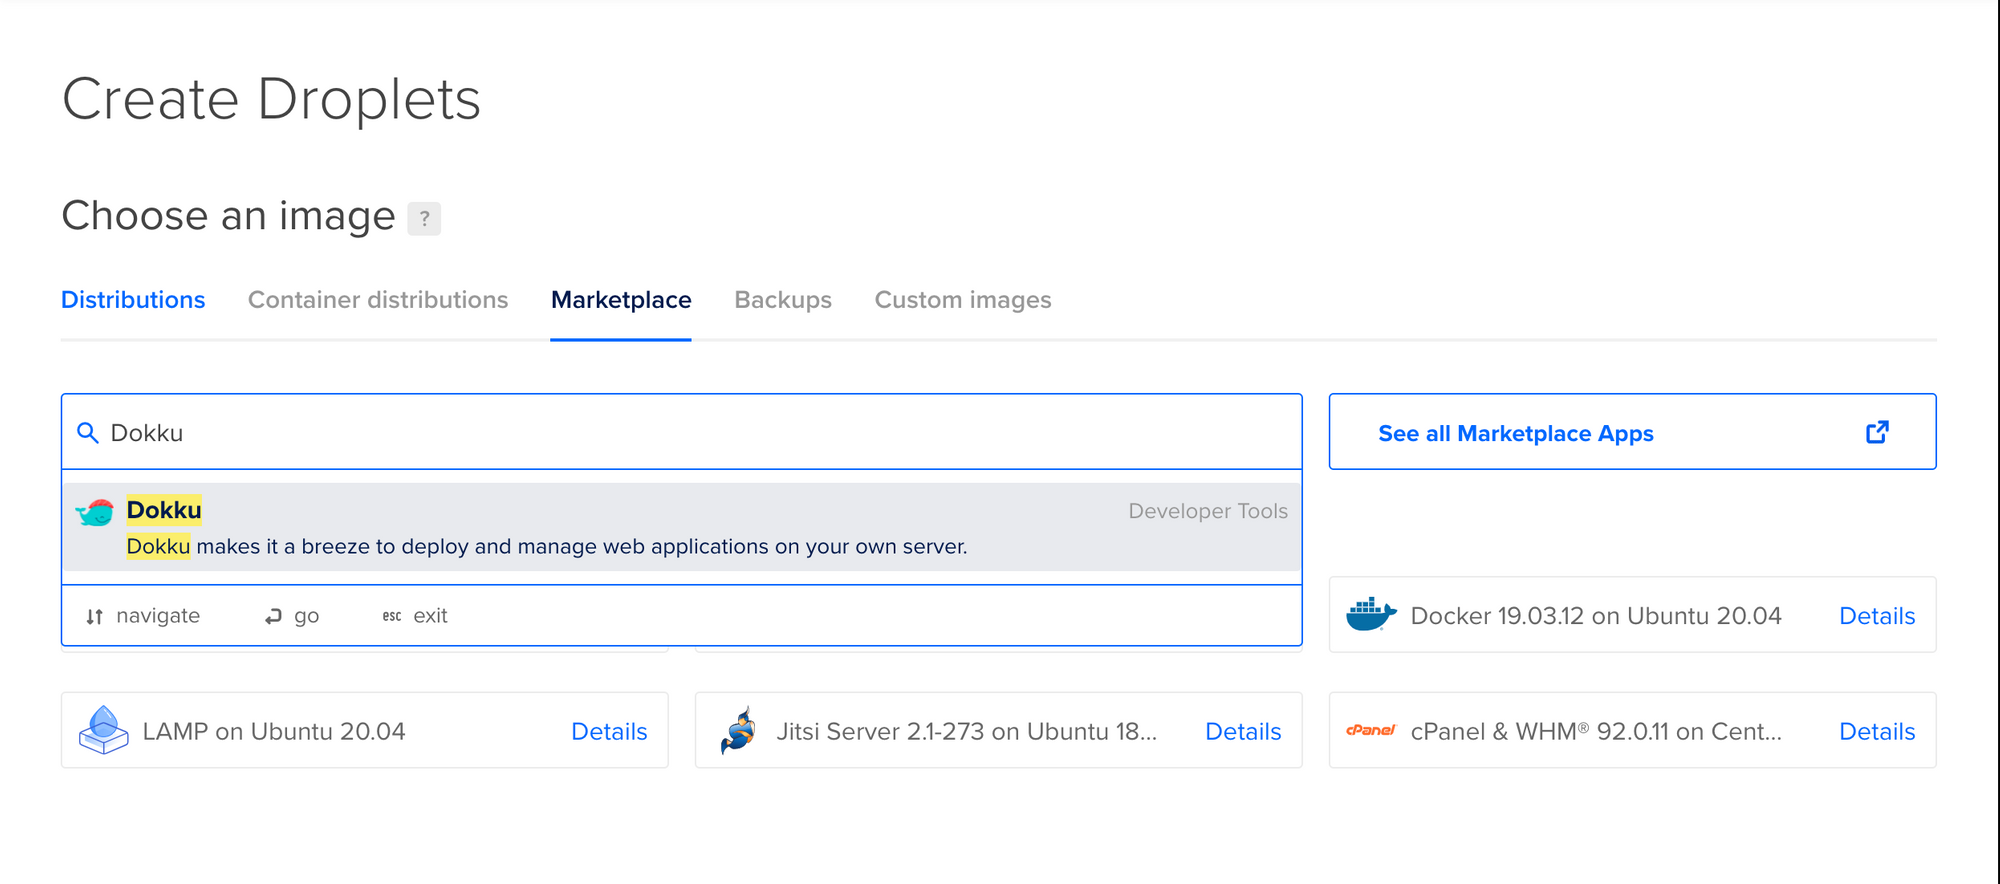 Create Droplets
Choose an image ?
Distributions Container distributions Marketplace Backups Custom images
Dokku
See all Marketplace Apps
Dokku Developer Tools
Dokku makes it a breeze to deploy and manage web applications on your own server.
navigate go esc exit
Docker 19.03.12 on Ubuntu 20.04 Details
LAMP on Ubuntu 20.04 Details
Jitsi Server 2.1-273 on Ubuntu 18... Details
cPanel cPanel & WHM® 92.0.11 on Cent... Details